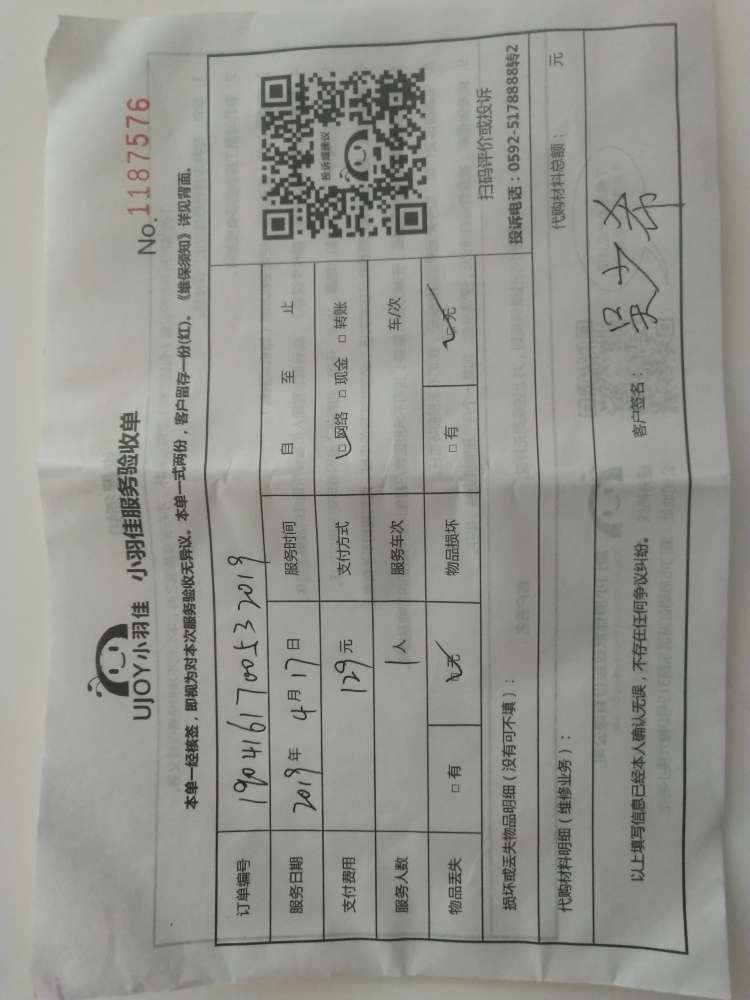 UJOY小羽佳 小羽佳服务验收单
No.1187576
本单一经核签，即视为对本次服务验收无异议。本单一式两份，客户留存一份(红)。《维保须知》详见背面。
订单编号 190416170053 2019
服务日期 2019年 4月17日 服务时间 自 至 止
支付费用 129元 支付方式 □网络 □现金 □转账
服务人数 1人 服务车次 车/次
物品丢失 □有 □无 物品损坏 □有 □无
投诉或建议
扫码评价或投诉
投诉电话：0592-5178888转2
损坏或丢失物品明细（没有可不填）：
代购材料明细（维修业务）： 代购材料总额： 元
以上填写信息已经本人确认无误，不存在任何争议纠纷。 客户签名： 吴少希